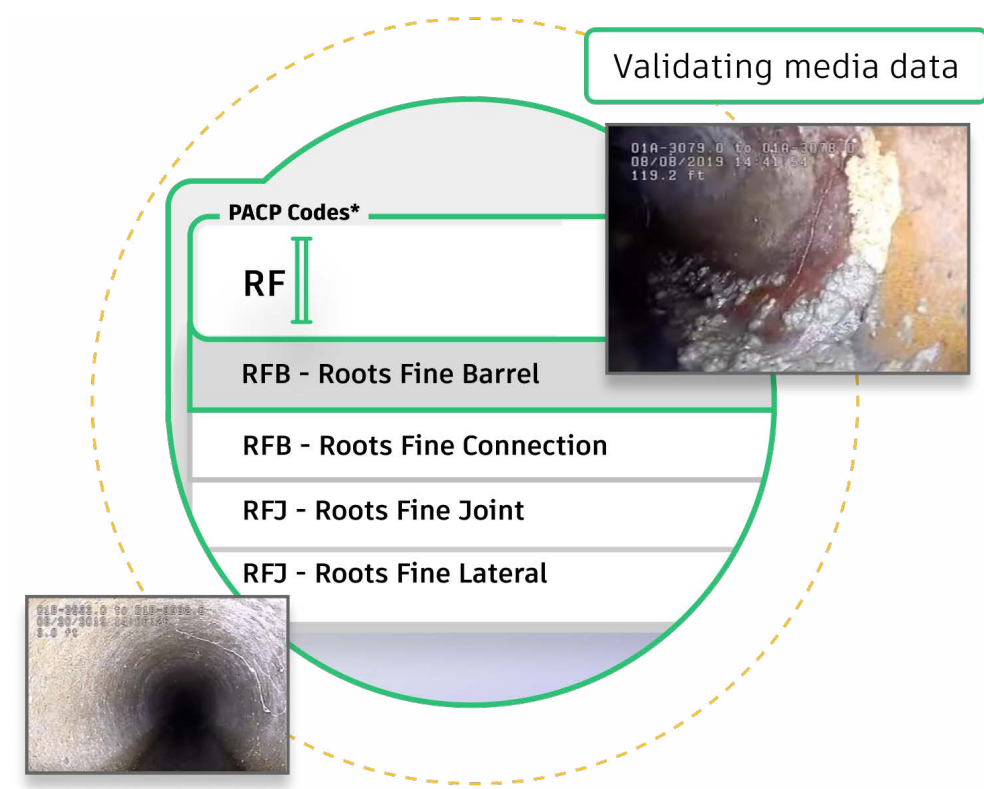 Validating media data
01A-3079.0 to 01A-3078.0
08/08/2019 14:41:54
119.2 ft
PACP Codes*
RF
RFB - Roots Fine Barrel
RFB - Roots Fine Connection
RFJ - Roots Fine Joint
RFJ - Roots Fine Lateral
to
ft